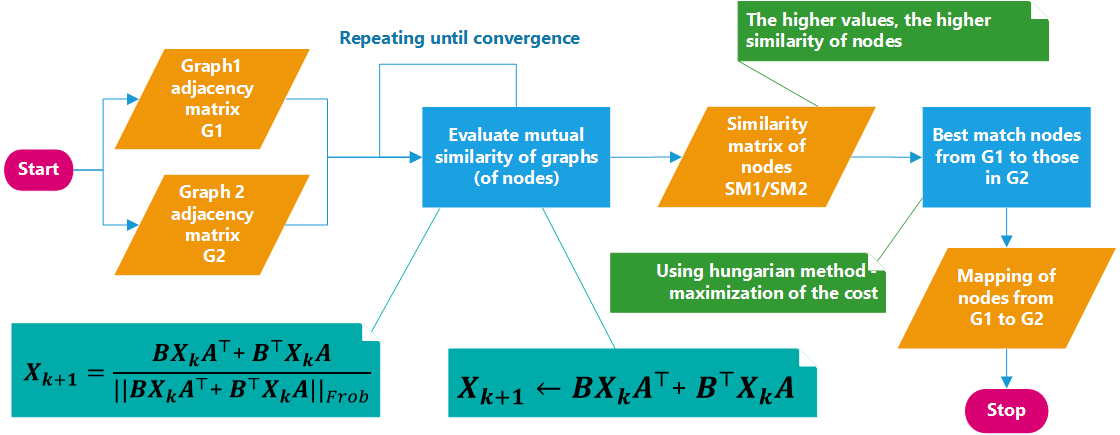 Start
Graph1
adjacency
matrix
G1
Graph 2
adjacency
matrix
G2
Repeating until convergence
Evaluate mutual
similarity of graphs
(of nodes)
The higher values, the higher
similarity of nodes
Similarity
matrix of
nodes
SM1/SM2
Best match nodes
from G1 to those
in G2
Using hungarian method -
maximization of the cost
Mapping of
nodes from
G1 to G2
Stop
X_{k+1} = \frac{BX_kA^⊤ + B^⊤X_kA}{||BX_kA^⊤ + B^⊤X_kA||_{Frob}}
X_{k+1} ← BX_kA^⊤ + B^⊤X_kA